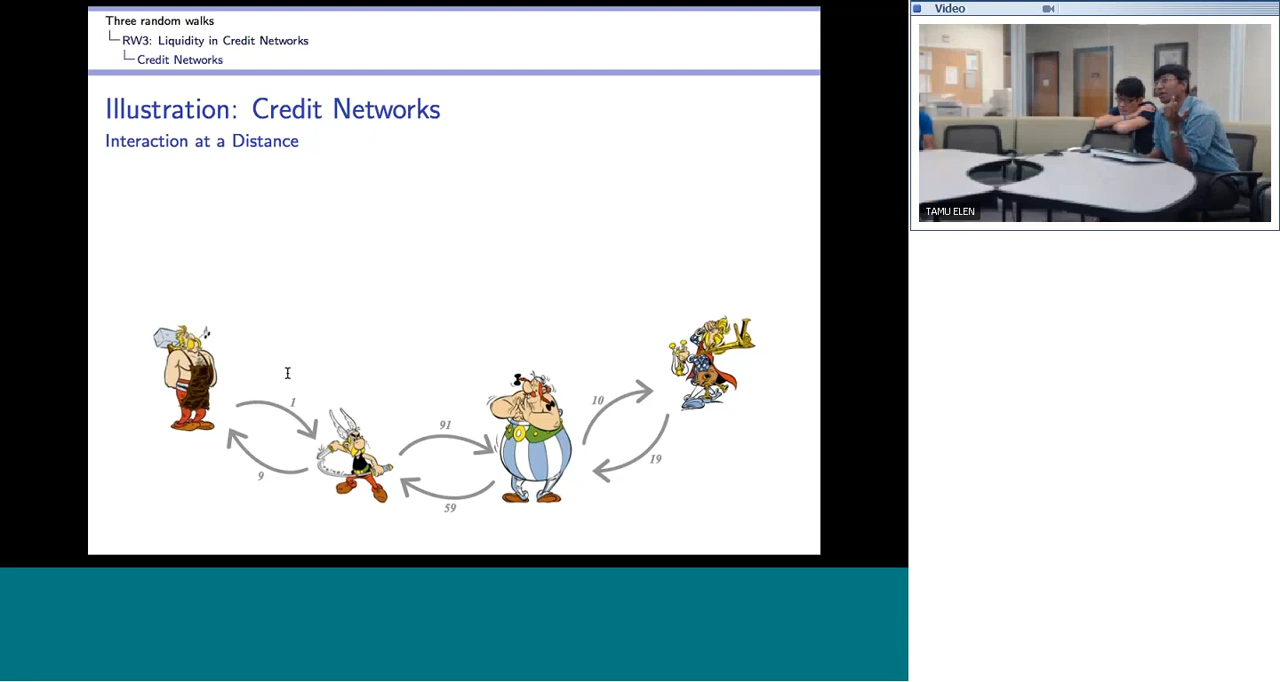 Three random walks
RW3: Liquidity in Credit Networks
Credit Networks
Illustration: Credit Networks
Interaction at a Distance
1
9
91
59
10
19
Video
TAMU ELEN